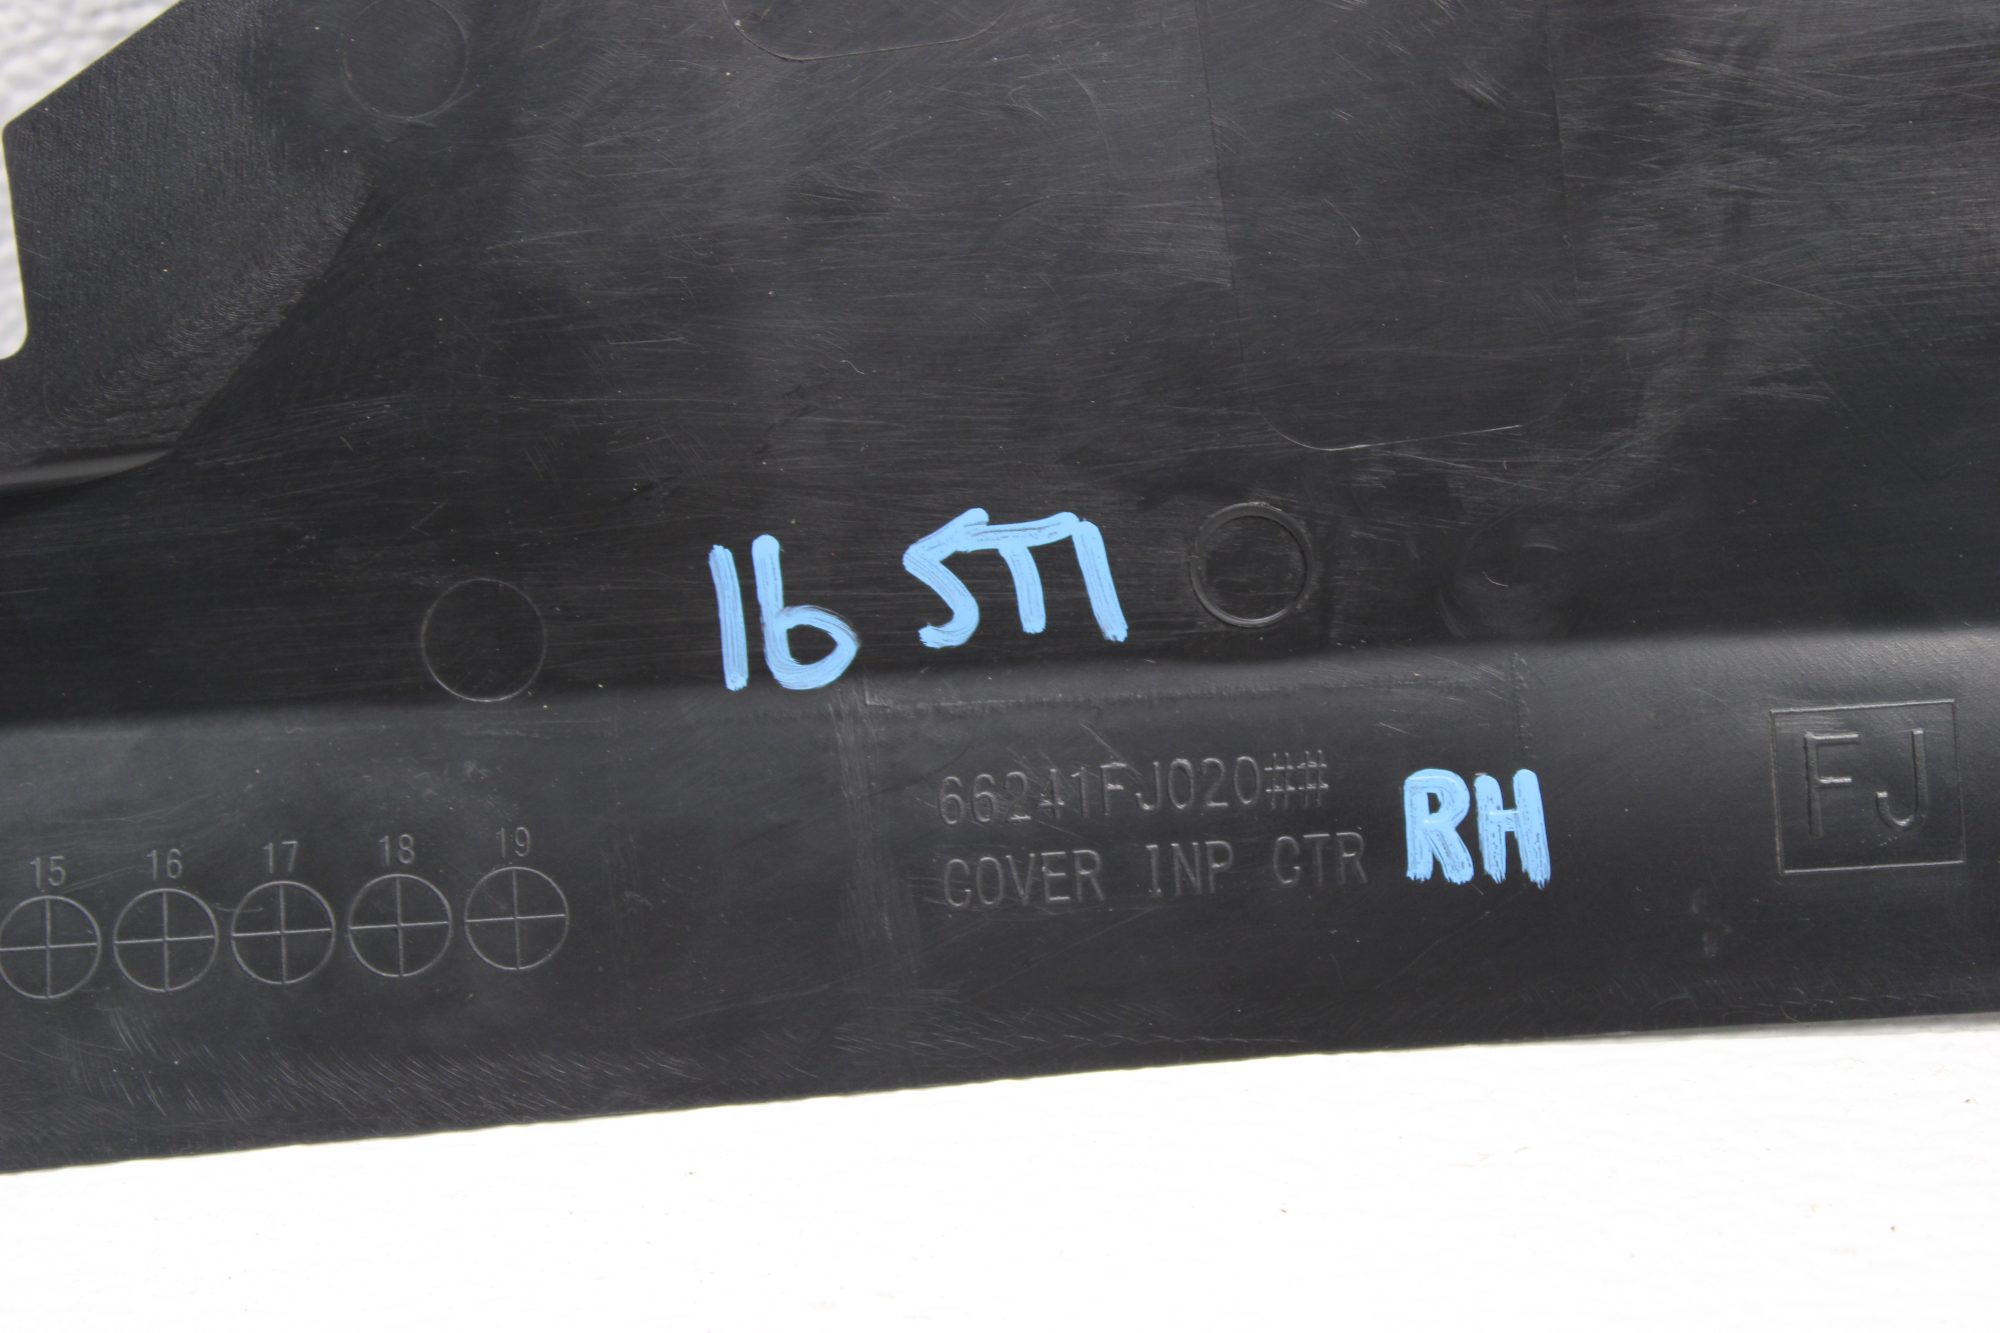 16 STI
66241FJ020##
COVER INP CTR RH
FJ
15 16 17 18 19